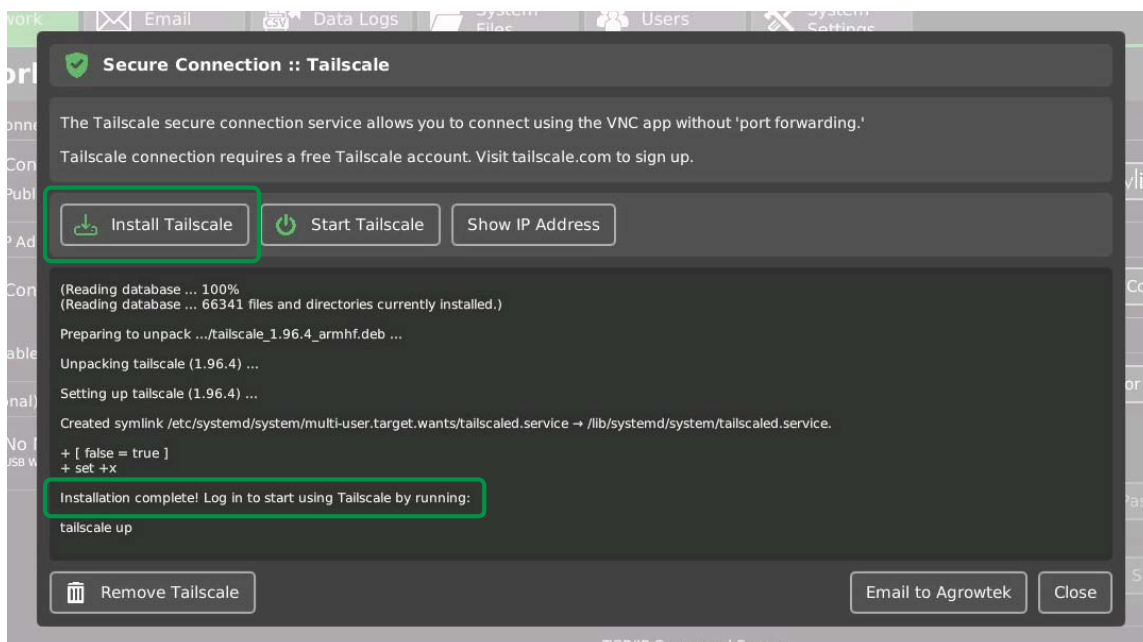 Email
CSV
Data Logs
System
Files
Users
System
Settings
Secure Connection :: Tailscale
The Tailscale secure connection service allows you to connect using the VNC app without 'port forwarding.'
Tailscale connection requires a free Tailscale account. Visit tailscale.com to sign up.
Install Tailscale
Start Tailscale
Show IP Address
(Reading database ... 100%
(Reading database ... 66341 files and directories currently installed.)
Preparing to unpack .../tailscale_1.96.4_armhf.deb ...
Unpacking tailscale (1.96.4) ...
Setting up tailscale (1.96.4) ...
Created symlink /etc/systemd/system/multi-user.target.wants/tailscaled.service → /lib/systemd/system/tailscaled.service.
+ [ false = true ]
+ set +x
Installation complete! Log in to start using Tailscale by running:
tailscale up
Remove Tailscale
Email to Agrowtek
Close